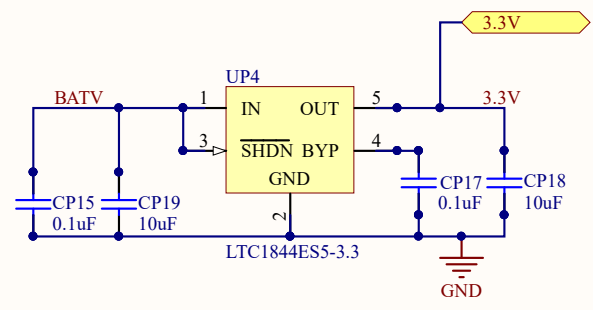 3.3V
UP4
BATV
1
IN
OUT
5
3.3V
3
SHDN
BYP
4
GND
2
CP15
0.1uF
CP19
10uF
CP17
0.1uF
CP18
10uF
LTC1844ES5-3.3
GND